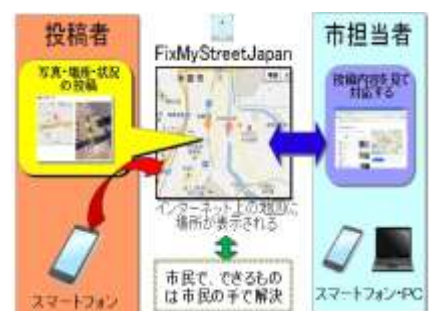 投稿者
写真・場所・状況
の投稿
スマートフォン
FixMyStreetJapan
インターネット上の地図に
場所が表示される
市民で、できるもの
は市民の手で解決
市担当者
投稿内容を見て
対応する
スマートフォン・PC